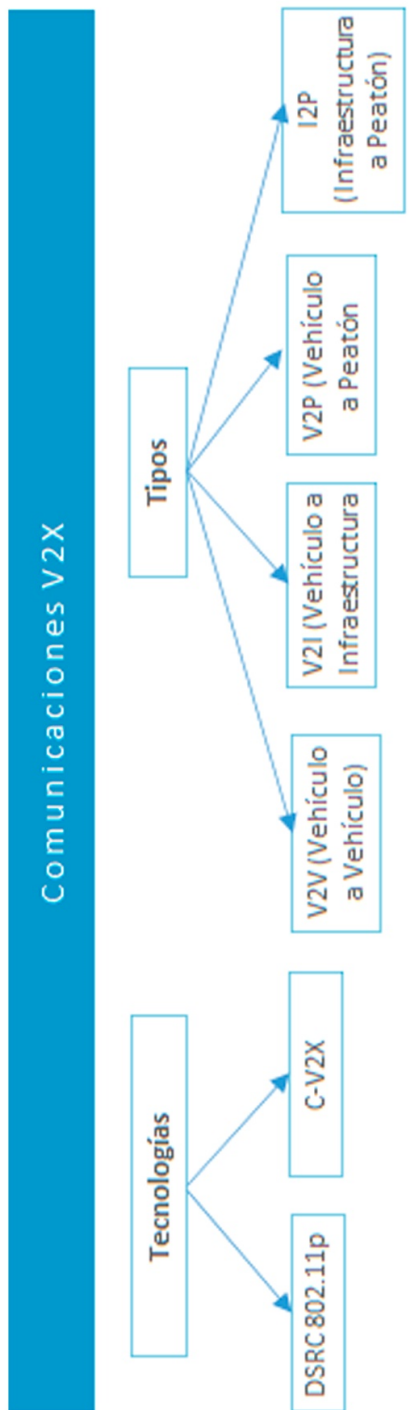 Comunicaciones V2X
Tecnologías
Tipos
DSRC 802.11p
C-V2X
V2V (Vehículo
a Vehículo)
V2I (Vehículo a
Infraestructura
V2P (Vehículo
a Peatón
I2P
(Infraestructura
a Peatón)